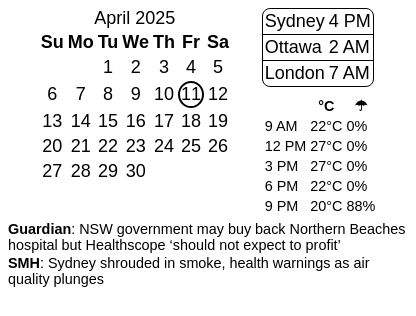 April 2025
Su Mo Tu We Th Fr Sa
1 2 3 4 5
6 7 8 9 10 11 12
13 14 15 16 17 18 19
20 21 22 23 24 25 26
27 28 29 30
Sydney 4 PM
Ottawa 2 AM
London 7 AM
°C ☂
9 AM 22°C 0%
12 PM 27°C 0%
3 PM 27°C 0%
6 PM 22°C 0%
9 PM 20°C 88%
Guardian: NSW government may buy back Northern Beaches
hospital but Healthscope ‘should not expect to profit’
SMH: Sydney shrouded in smoke, health warnings as air
quality plunges